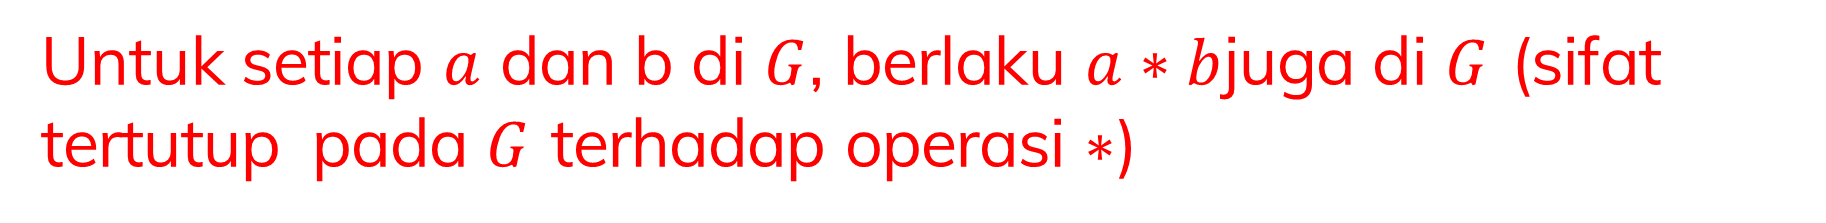 Untuk setiap a dan b di G, berlaku a ∗ bjuga di G (sifat
tertutup pada G terhadap operasi ∗)